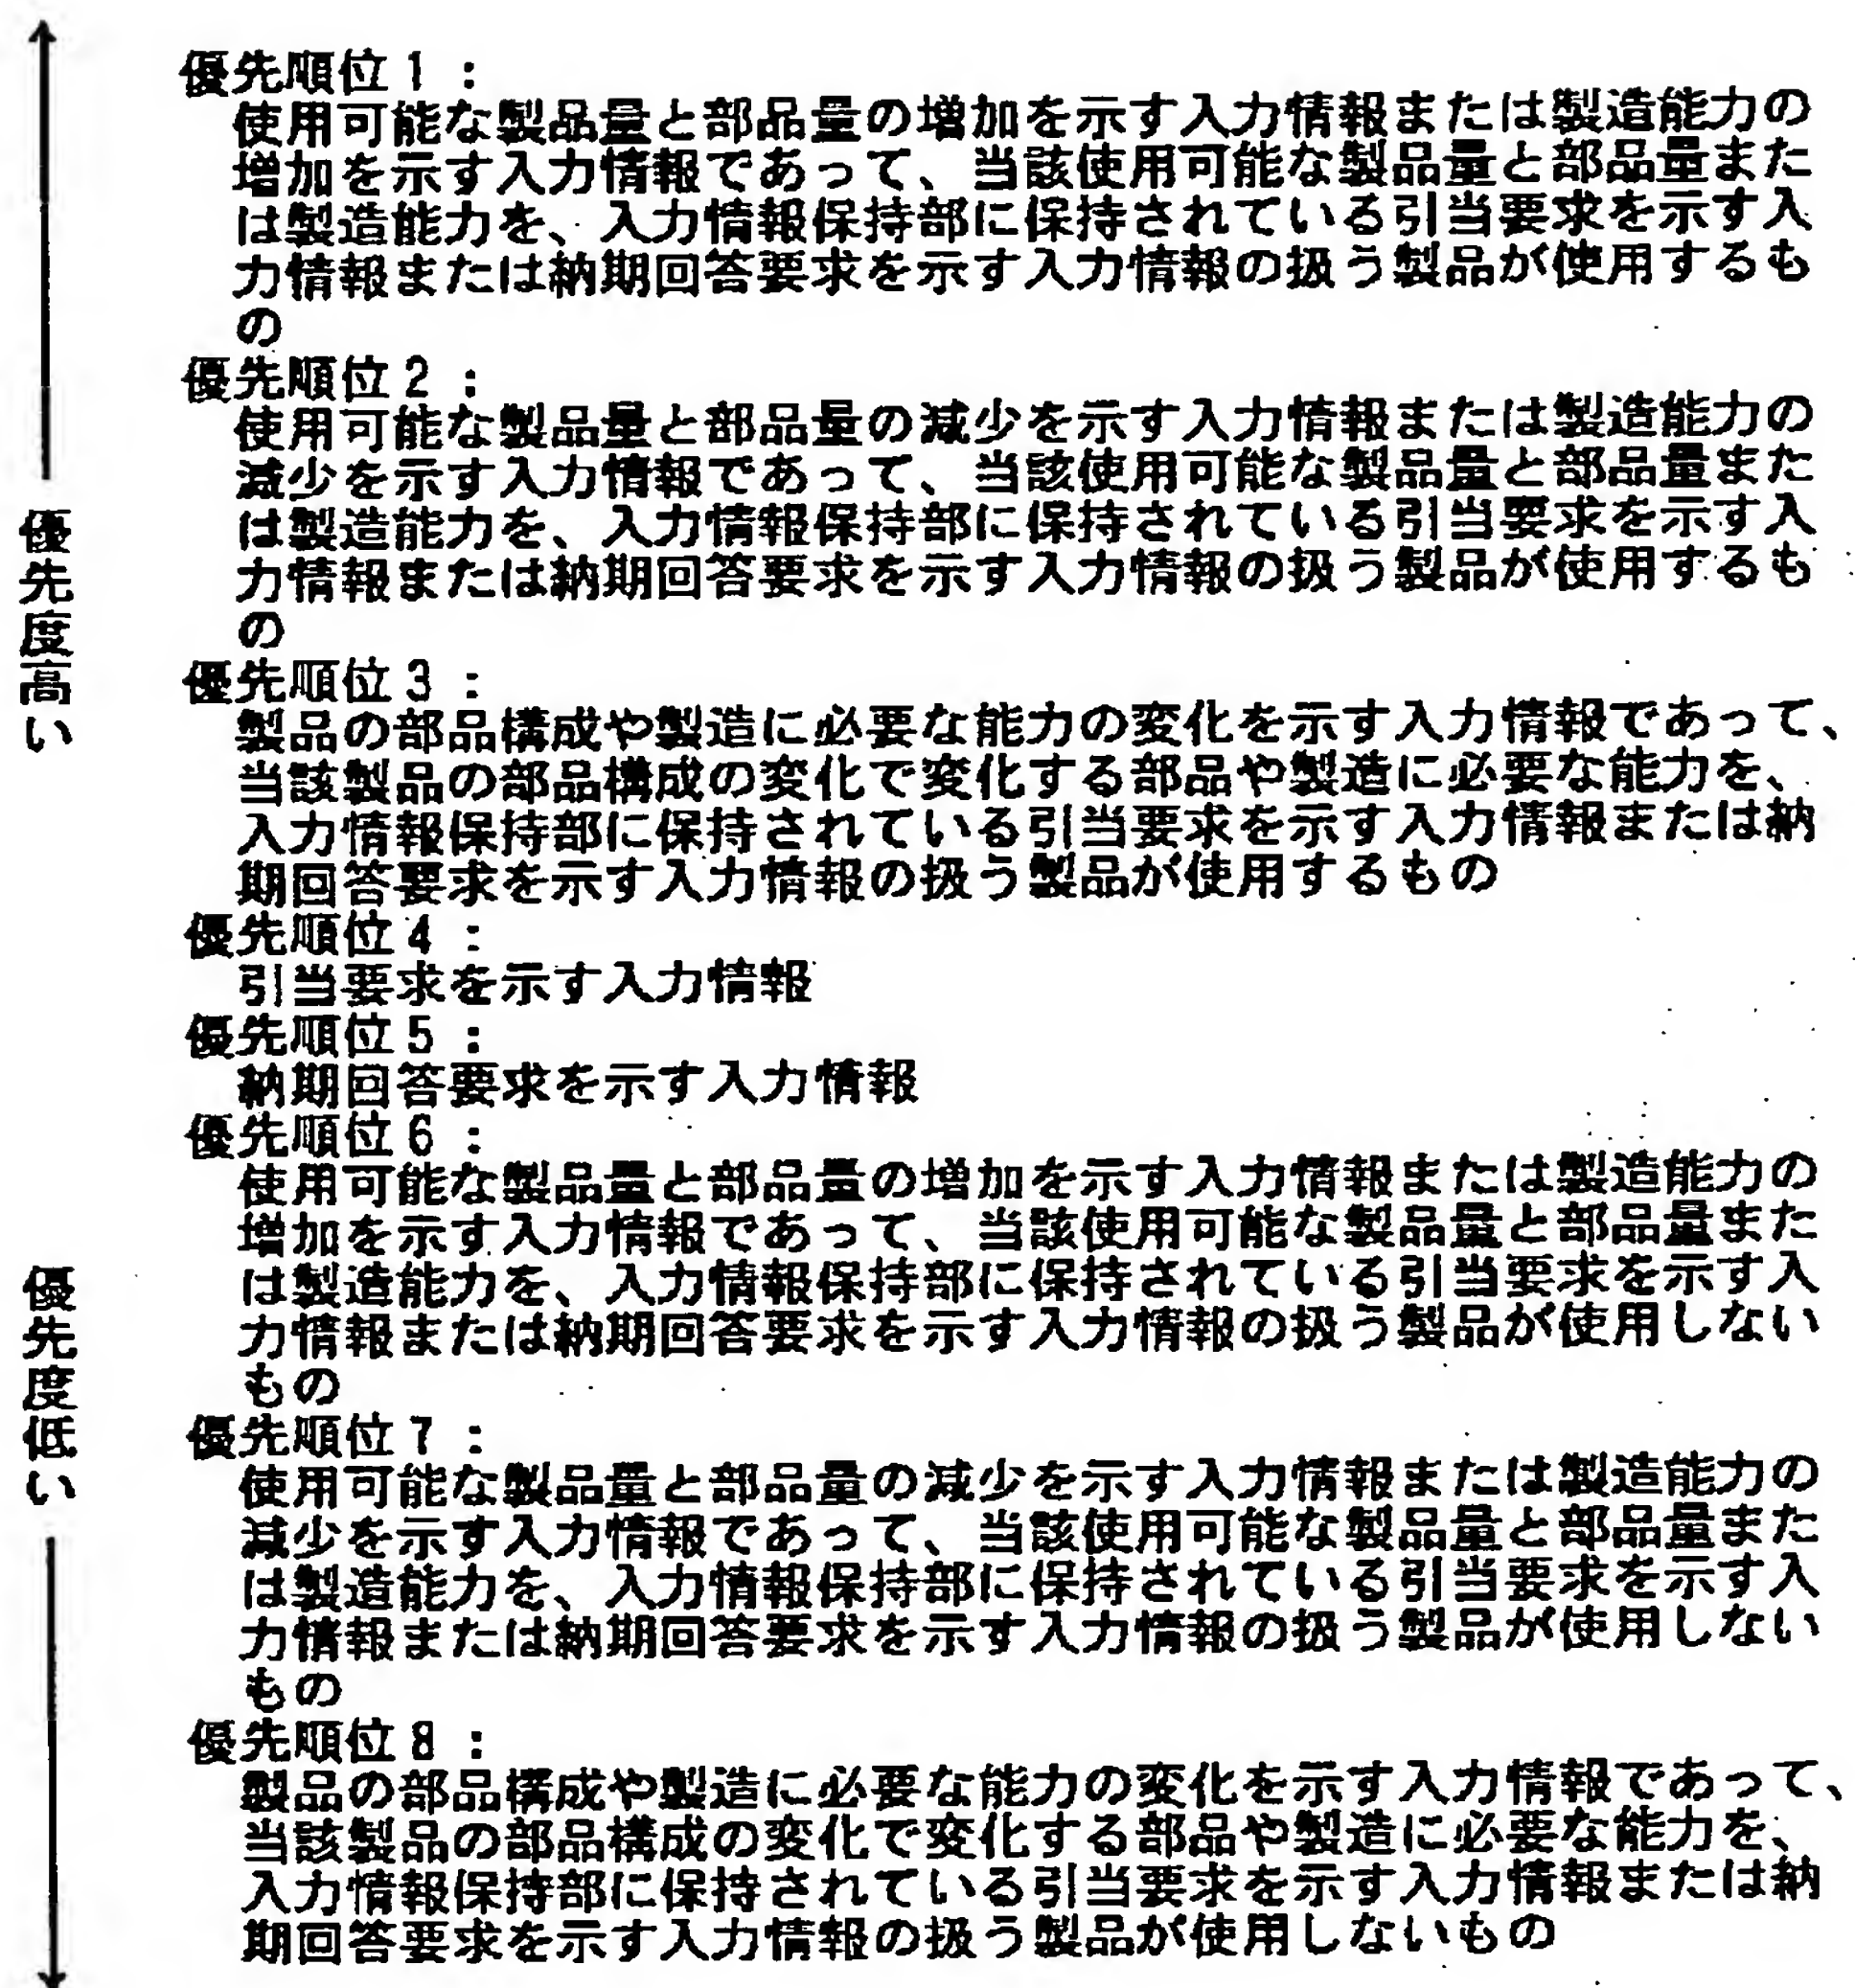 優先順位1：
使用可能な製品量と部品量の増加を示す入力情報または製造能力の
増加を示す入力情報であって、当該使用可能な製品量と部品量また
は製造能力を、入力情報保持部に保持されている引当要求を示す入
力情報または納期回答要求を示す入力情報の扱う製品が使用するも
の
優先順位2：
使用可能な製品量と部品量の減少を示す入力情報または製造能力の
減少を示す入力情報であって、当該使用可能な製品量と部品量また
は製造能力を、入力情報保持部に保持されている引当要求を示す入
力情報または納期回答要求を示す入力情報の扱う製品が使用するも
の
優先順位3：
製品の部品構成や製造に必要な能力の変化を示す入力情報であって、
当該製品の部品構成の変化で変化する部品や製造に必要な能力を、
入力情報保持部に保持されている引当要求を示す入力情報または納
期回答要求を示す入力情報の扱う製品が使用するもの
優先順位4：
引当要求を示す入力情報
優先順位5：
納期回答要求を示す入力情報
優先順位6：
使用可能な製品量と部品量の増加を示す入力情報または製造能力の
増加を示す入力情報であって、当該使用可能な製品量と部品量また
は製造能力を、入力情報保持部に保持されている引当要求を示す入
力情報または納期回答要求を示す入力情報の扱う製品が使用しない
もの
優先順位7：
使用可能な製品量と部品量の減少を示す入力情報または製造能力の
減少を示す入力情報であって、当該使用可能な製品量と部品量また
は製造能力を、入力情報保持部に保持されている引当要求を示す入
力情報または納期回答要求を示す入力情報の扱う製品が使用しない
もの
優先順位8：
製品の部品構成や製造に必要な能力の変化を示す入力情報であって、
当該製品の部品構成の変化で変化する部品や製造に必要な能力を、
入力情報保持部に保持されている引当要求を示す入力情報または納
期回答要求を示す入力情報の扱う製品が使用しないもの
優先度高い
優先度低い